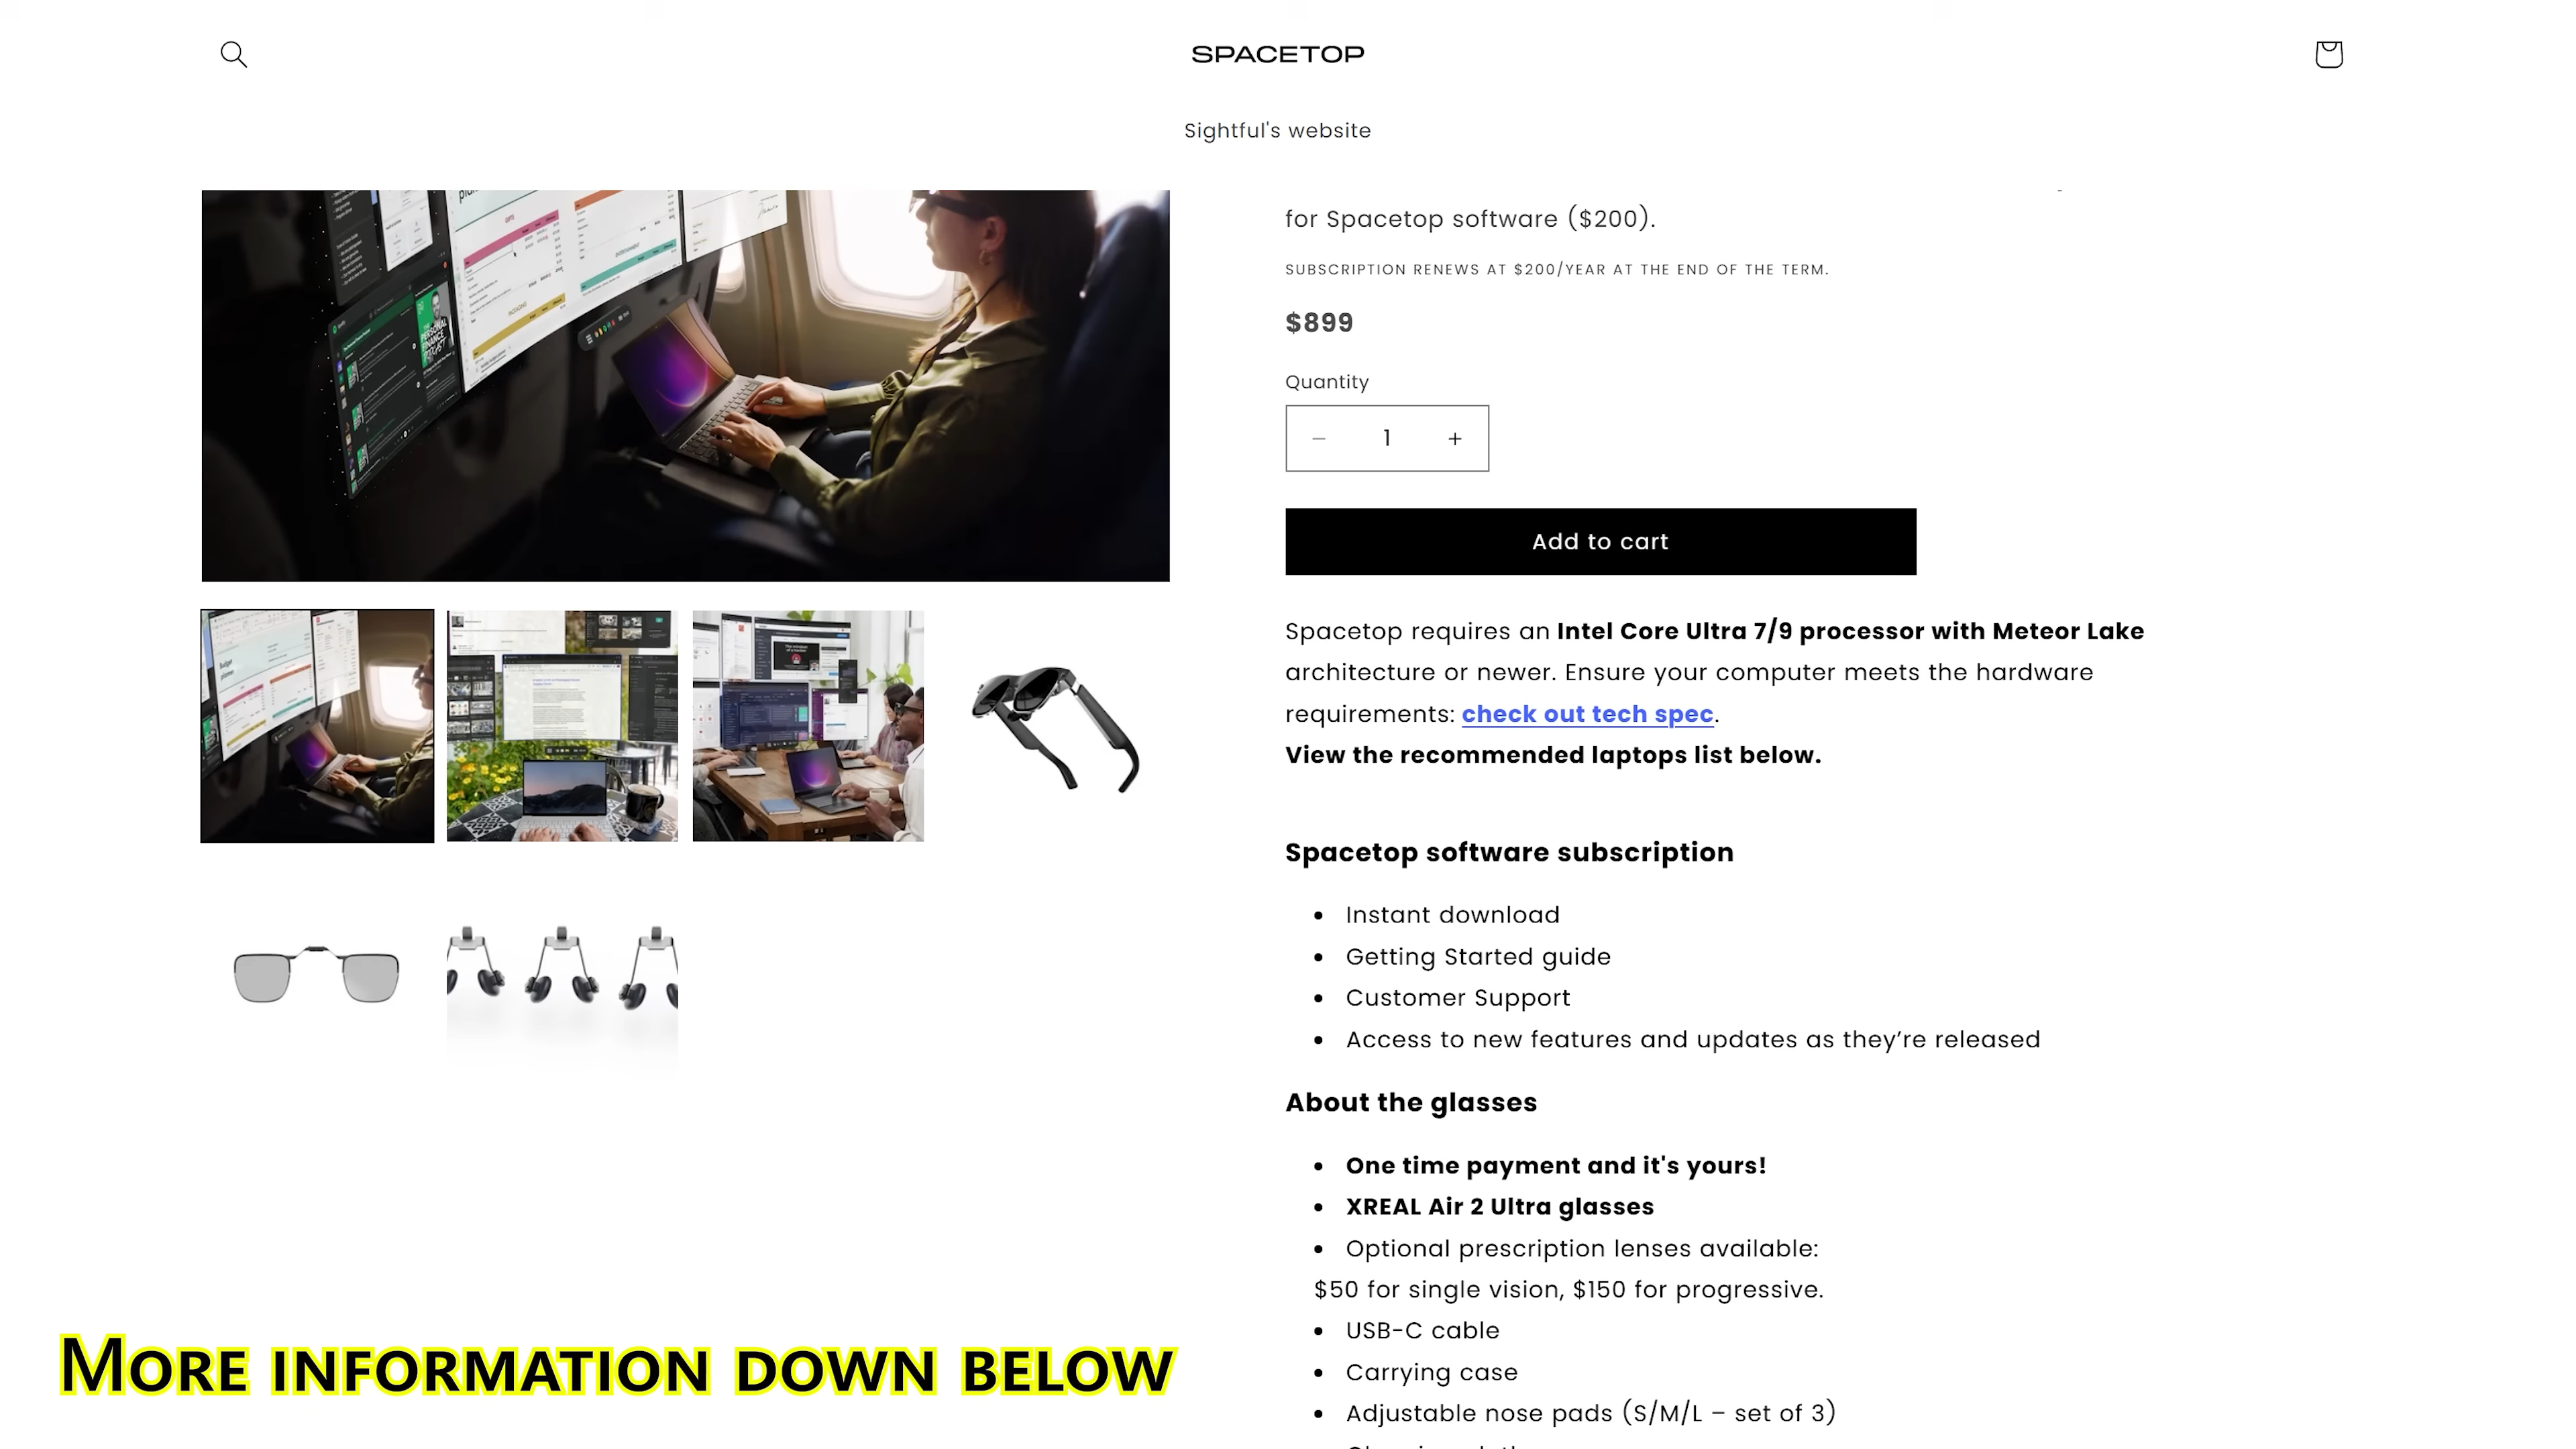 SPACETOP
Sightful's website
for Spacetop software ($200).
SUBSCRIPTION RENEWS AT $200/YEAR AT THE END OF THE TERM.
$899
Quantity
− 1 +
Add to cart
Spacetop requires an Intel Core Ultra 7/9 processor with Meteor Lake
architecture or newer. Ensure your computer meets the hardware
requirements: check out tech spec.
View the recommended laptops list below.
Spacetop software subscription
• Instant download
• Getting Started guide
• Customer Support
• Access to new features and updates as they’re released
About the glasses
• One time payment and it's yours!
• XREAL Air 2 Ultra glasses
• Optional prescription lenses available:
$50 for single vision, $150 for progressive.
• USB-C cable
• Carrying case
• Adjustable nose pads (S/M/L – set of 3)
PERSONAL
FINANCE
MORE INFORMATION DOWN BELOW